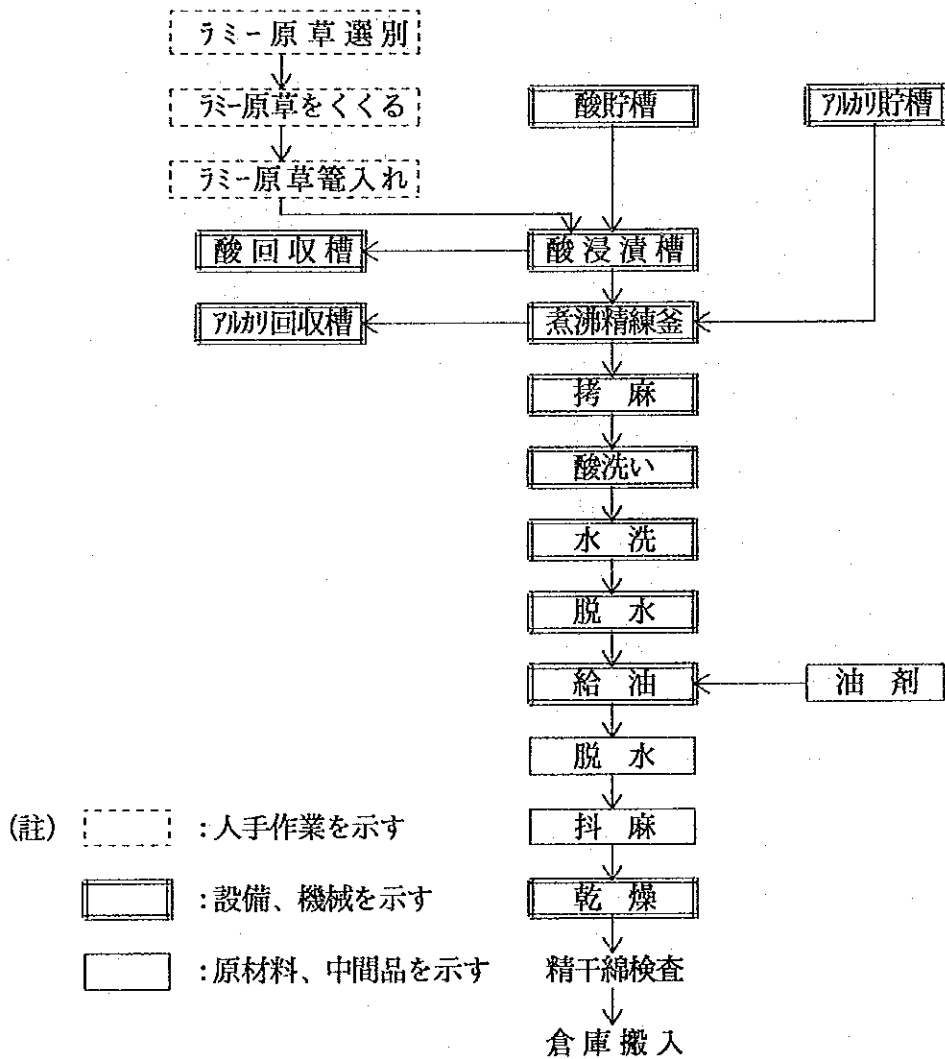 ラミー原草選別
ラミー原草をくくる
酸貯槽
アルカリ貯槽
ラミー原草籠入れ
酸回収槽
酸浸漬槽
アルカリ回収槽
煮沸精練釜
拷麻
酸洗い
水洗
脱水
給油
油剤
脱水
抖麻
(註) :人手作業を示す
:設備、機械を示す
乾燥
:原材料、中間品を示す
精干綿検査
倉庫搬入